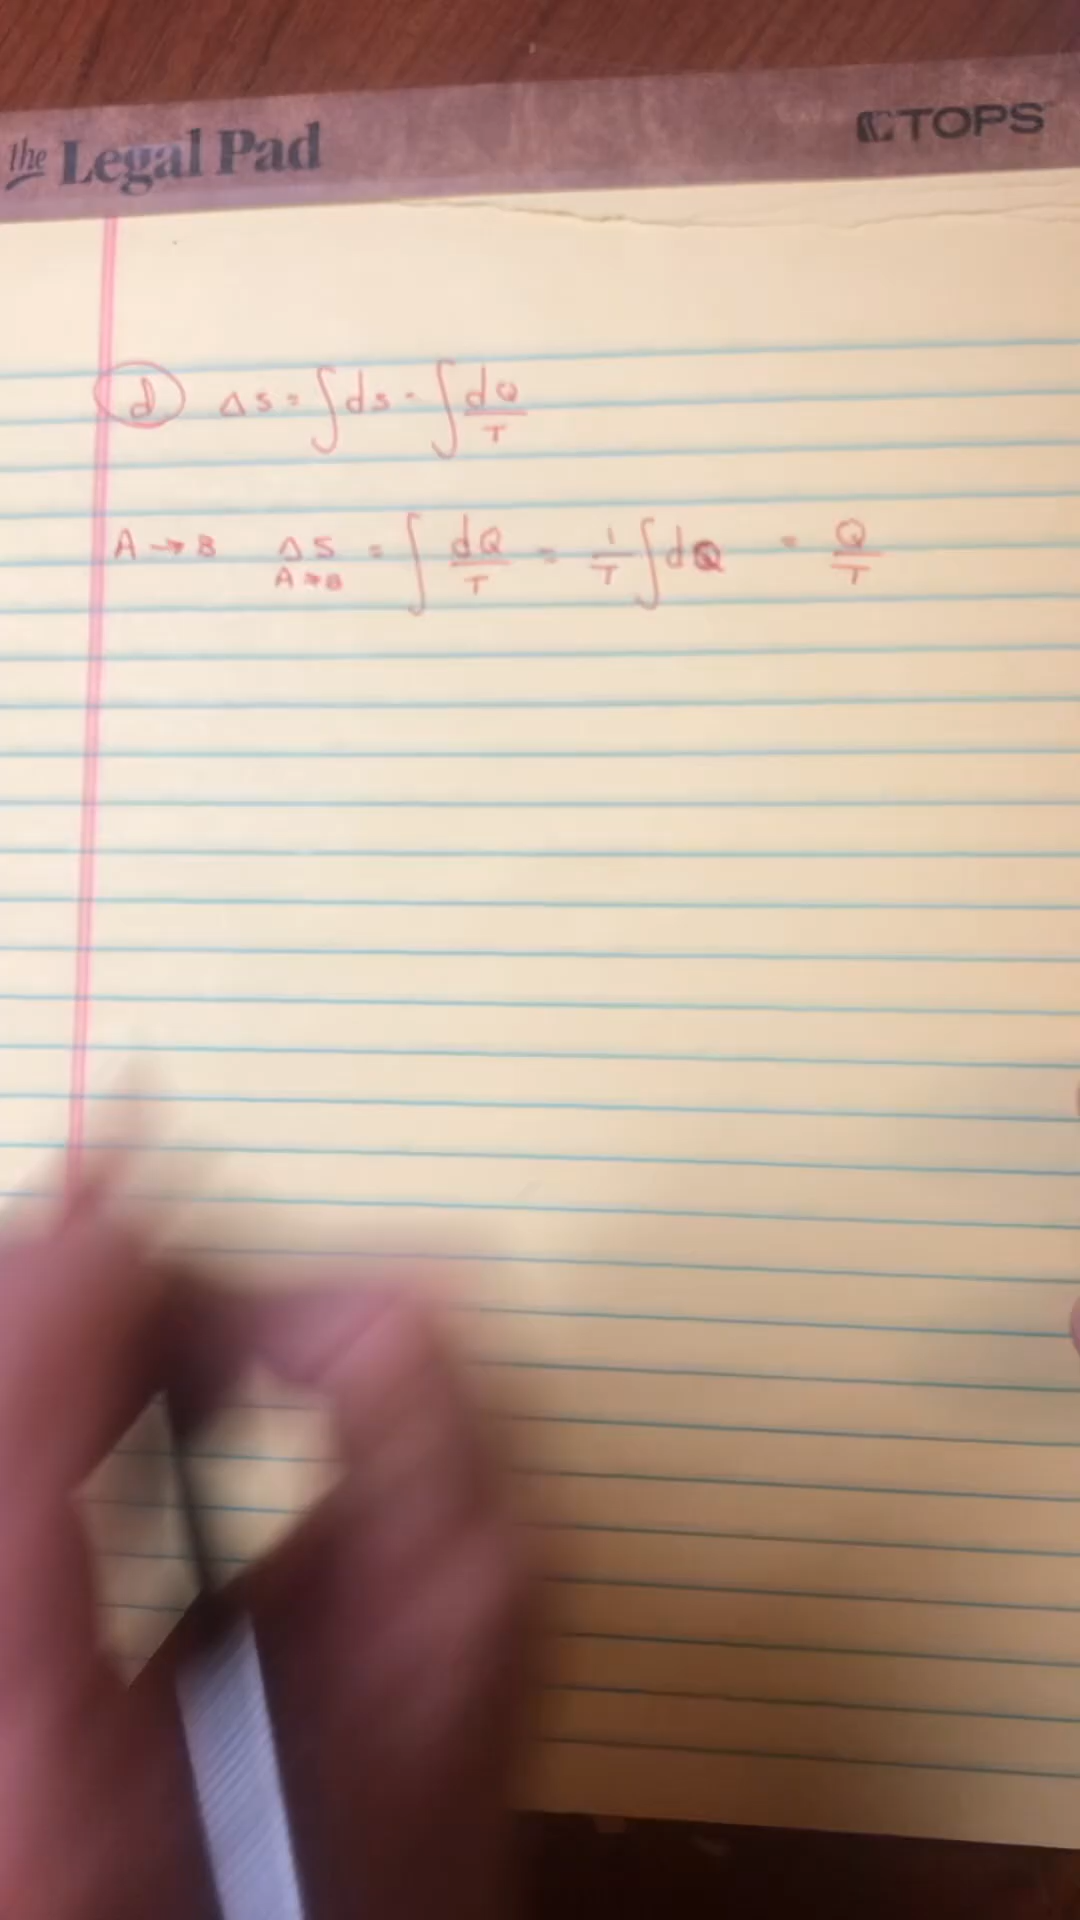 the Legal Pad TOPS
d ΔS = ∫ds = ∫dQ/T
A → B ΔS A→B = ∫ dQ/T = 1/T ∫dQ = Q/T